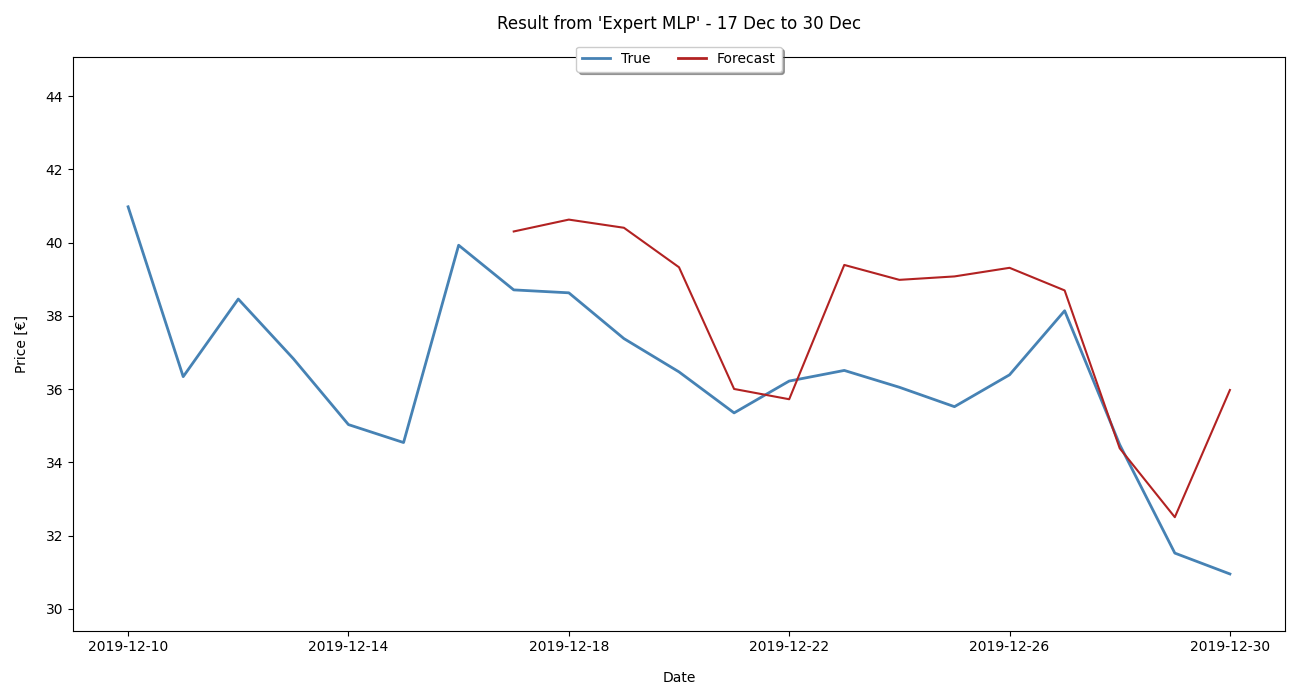 Result from 'Expert MLP' - 17 Dec to 30 Dec
True Forecast
Price [€]
44
42
40
38
36
34
32
30
2019-12-10 2019-12-14 2019-12-18 2019-12-22 2019-12-26 2019-12-30
Date